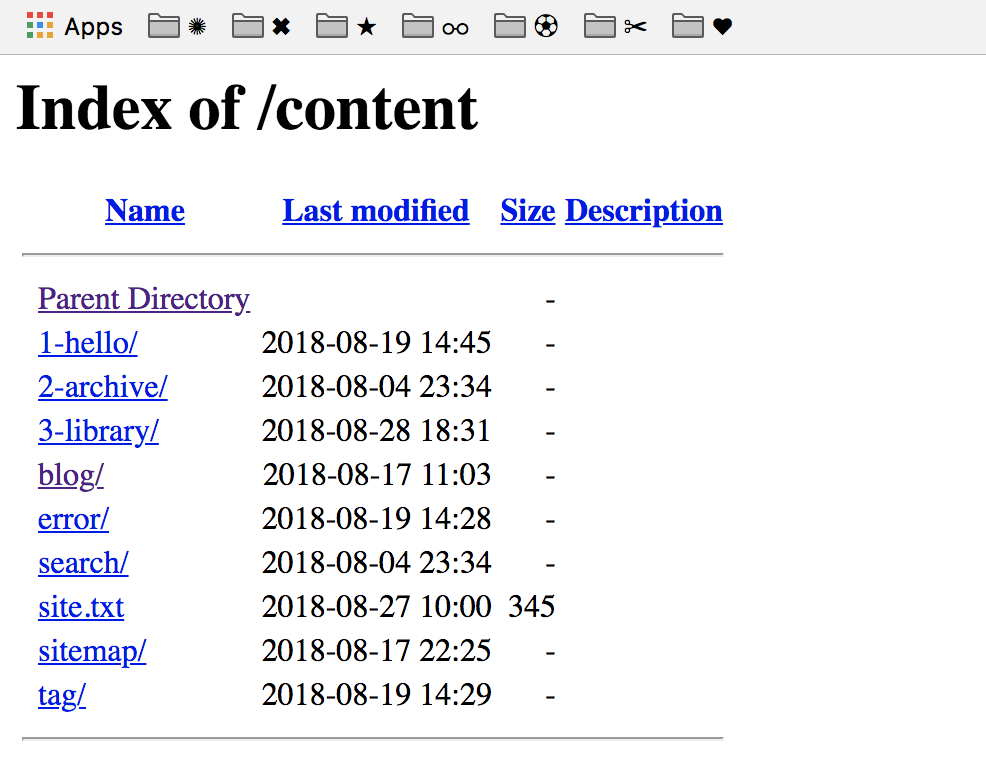 Apps ✺ ✖ ★ ⚽ ✂ ♥
Index of /content
Name Last modified Size Description
Parent Directory -
1-hello/ 2018-08-19 14:45 -
2-archive/ 2018-08-04 23:34 -
3-library/ 2018-08-28 18:31 -
blog/ 2018-08-17 11:03 -
error/ 2018-08-19 14:28 -
search/ 2018-08-04 23:34 -
site.txt 2018-08-27 10:00 345
sitemap/ 2018-08-17 22:25 -
tag/ 2018-08-19 14:29 -